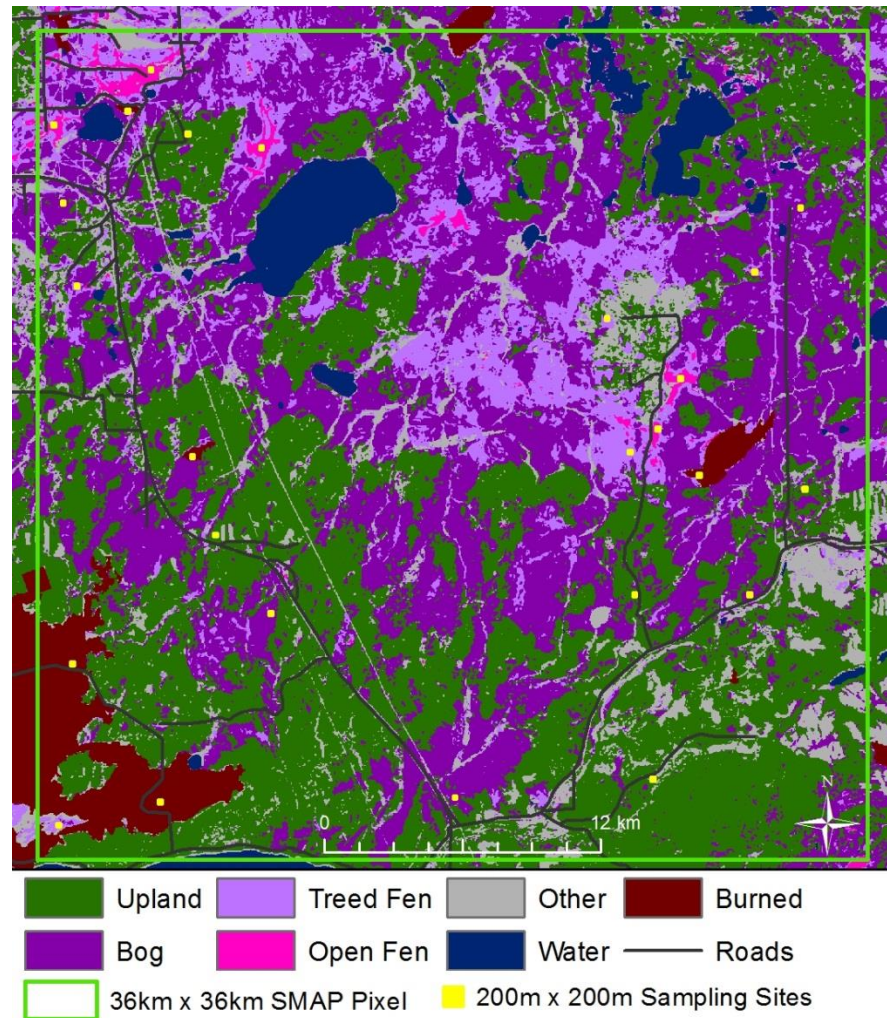 N
0 12 km
Upland Treed Fen Other Burned
Bog Open Fen Water Roads
36km x 36km SMAP Pixel 200m x 200m Sampling Sites